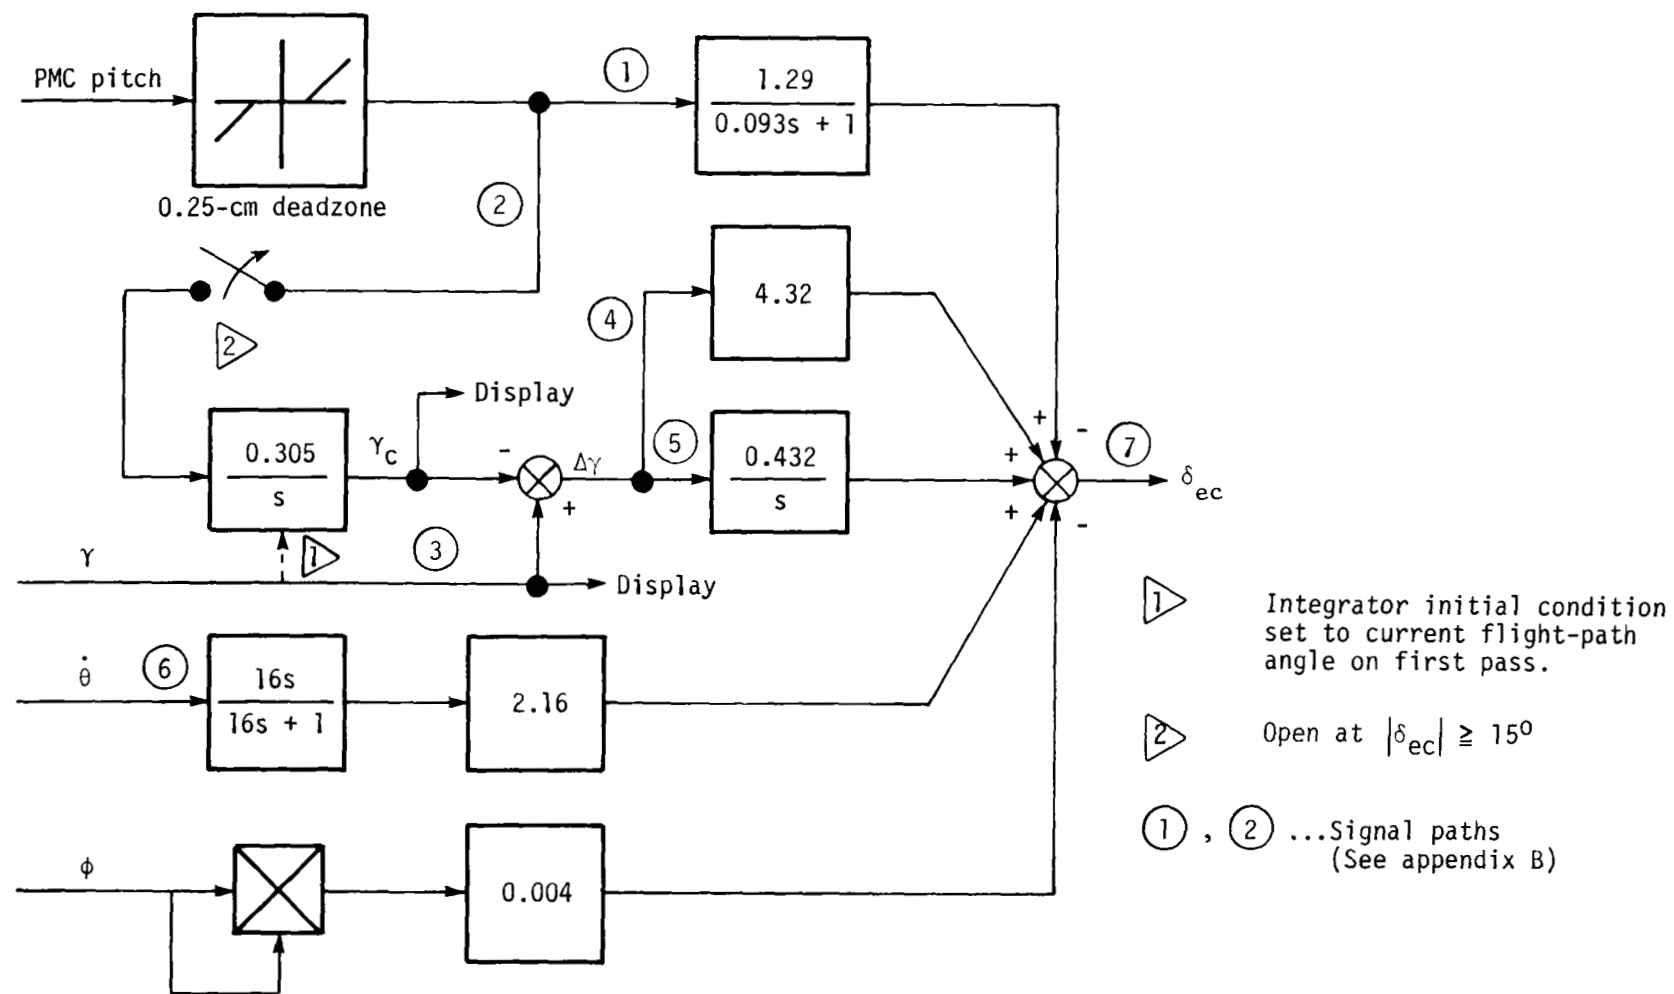 PMC pitch
0.25-cm deadzone
1
1.29
0.093s + 1
2
2
4
4.32
Display
0.305
s
γc
-
+
Δγ
5
0.432
s
+
-
+
+
-
7
δec
γ
1
3
Display
θ̇
6
16s
16s + 1
2.16
ϕ
0.004
1 Integrator initial condition
set to current flight-path
angle on first pass.
2 Open at |δec| ≧ 15º
1 , 2 ...Signal paths
(See appendix B)